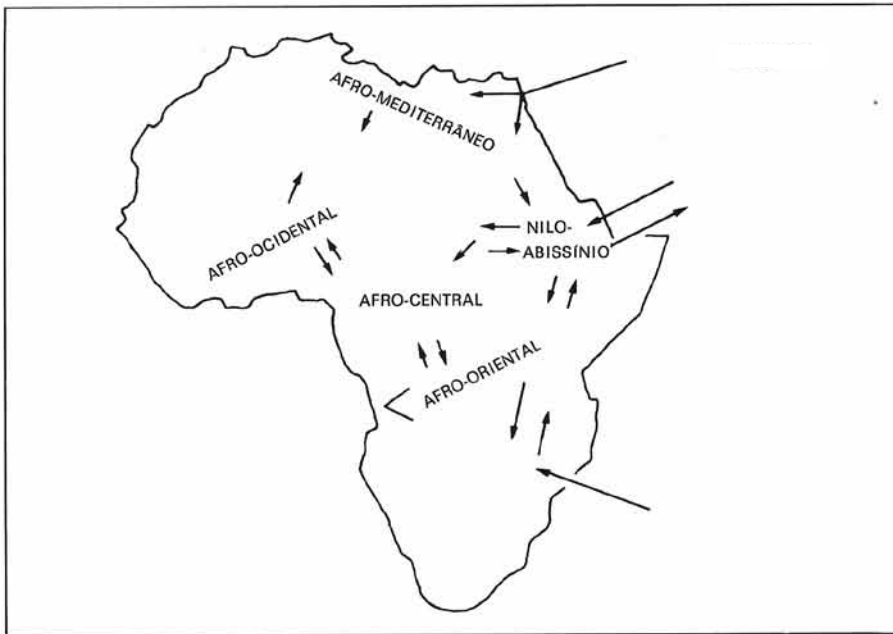 AFRO-MEDITERRÂNEO
NILO-
ABISSÍNIO
AFRO-OCIDENTAL
AFRO-CENTRAL
AFRO-ORIENTAL